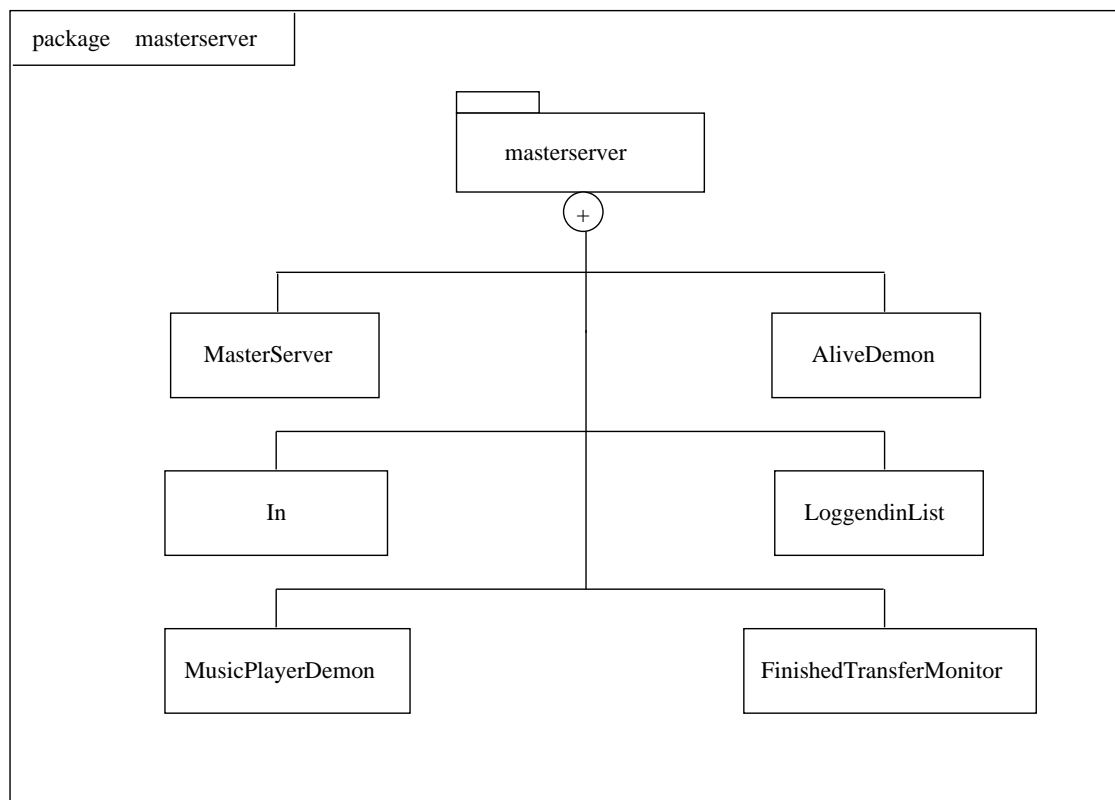 package masterserver
masterserver
+
MasterServer
AliveDemon
In
LoggendinList
MusicPlayerDemon
FinishedTransferMonitor